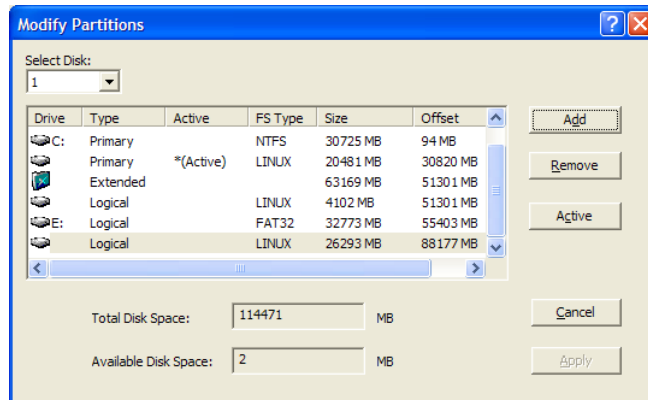 Modify Partitions
Select Disk:
1
Drive Type Active FS Type Size Offset
C: Primary NTFS 30725 MB 94 MB
Primary *(Active) LINUX 20481 MB 30820 MB
Extended 63169 MB 51301 MB
Logical LINUX 4102 MB 51301 MB
E: Logical FAT32 32773 MB 55403 MB
Logical LINUX 26293 MB 88177 MB
Add
Remove
Active
Total Disk Space: 114471 MB
Cancel
Available Disk Space: 2 MB
Apply